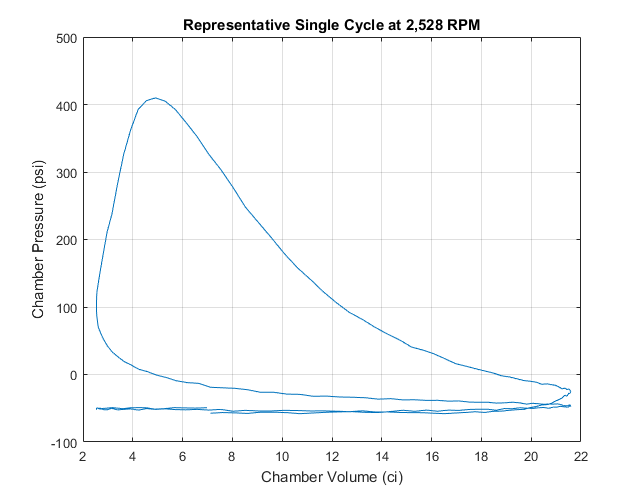 Representative Single Cycle at 2,528 RPM
500
400
300
200
100
0
-100
Chamber Pressure (psi)
2 4 6 8 10 12 14 16 18 20 22
Chamber Volume (ci)